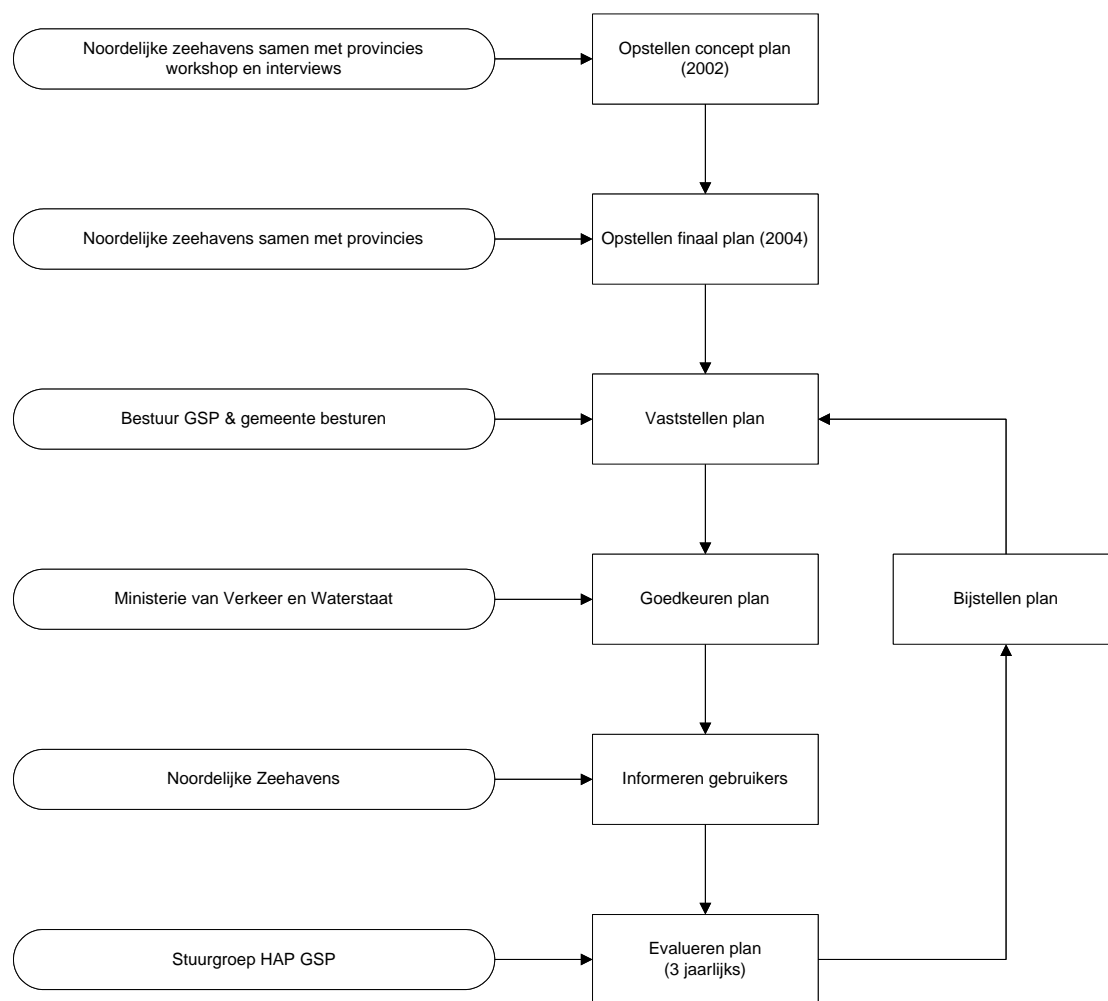 Noordelijke zeehavens samen met provincies
workshop en interviews
Opstellen concept plan
(2002)
Noordelijke zeehavens samen met provincies
Opstellen finaal plan (2004)
Bestuur GSP & gemeente besturen
Vaststellen plan
Ministerie van Verkeer en Waterstaat
Goedkeuren plan
Bijstellen plan
Noordelijke Zeehavens
Informeren gebruikers
Stuurgroep HAP GSP
Evalueren plan
(3 jaarlijks)